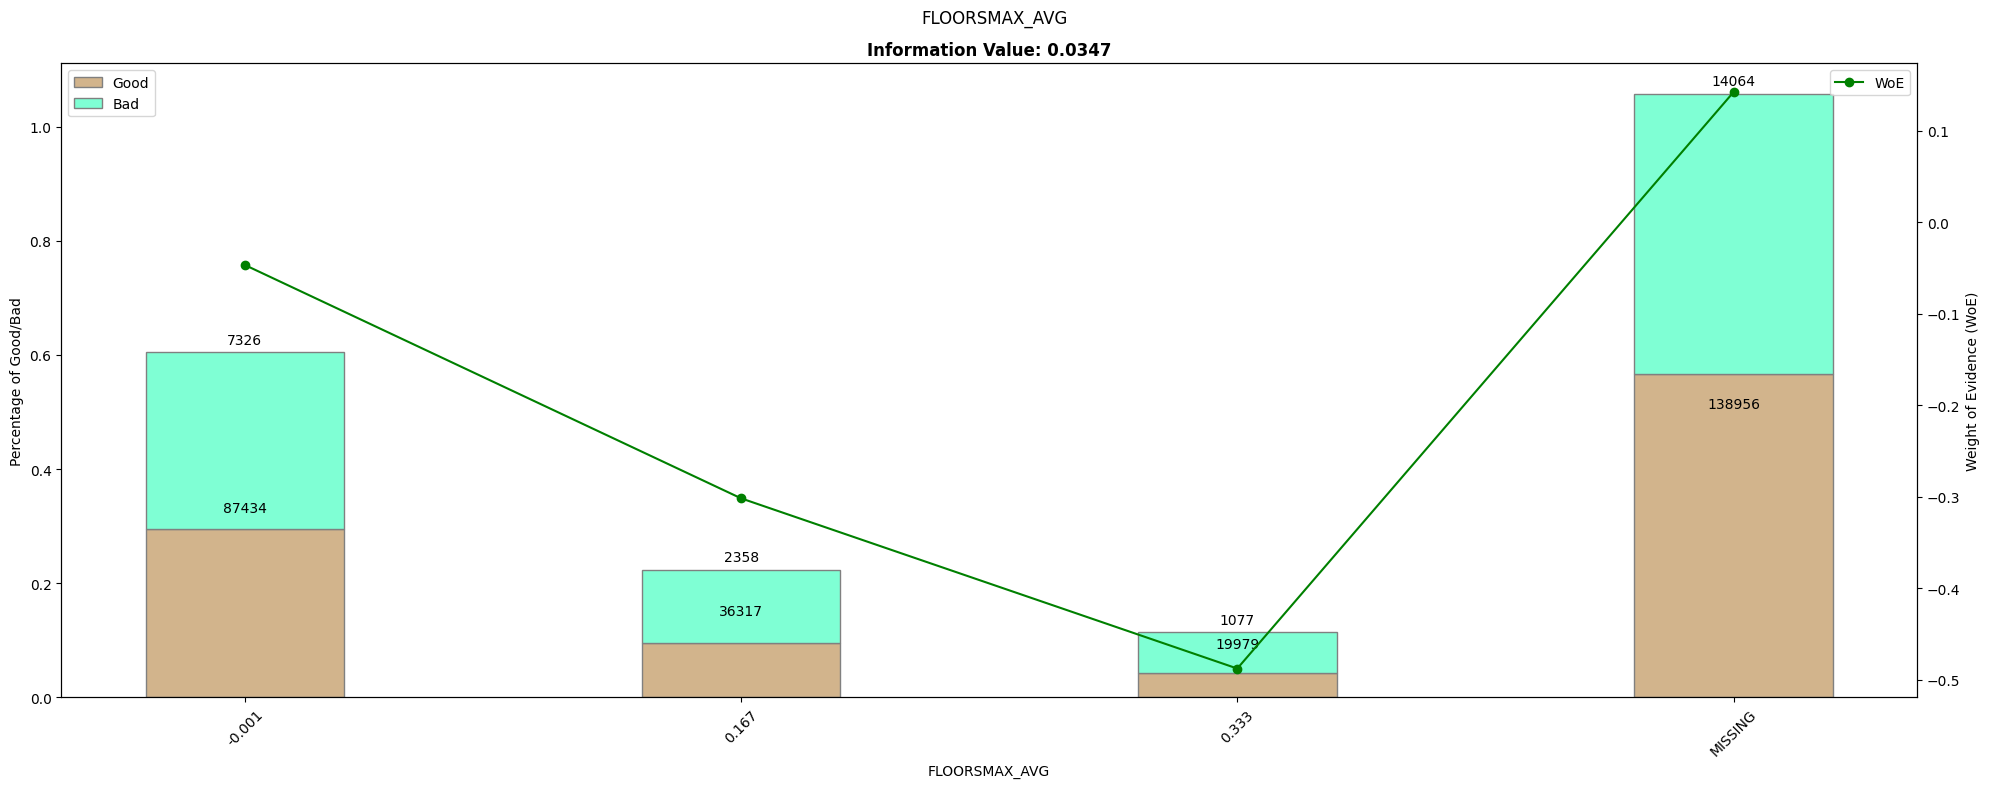 FLOORSMAX_AVG
Information Value: 0.0347
Good
Bad
WoE
Percentage of Good/Bad
1.0
0.8
0.6
0.4
0.2
0.0
7326
87434
2358
36317
1077
19979
14064
138956
0.1
0.0
−0.1
−0.2
−0.3
−0.4
−0.5
Weight of Evidence (WoE)
-0.001
0.167
0.333
MISSING
FLOORSMAX_AVG